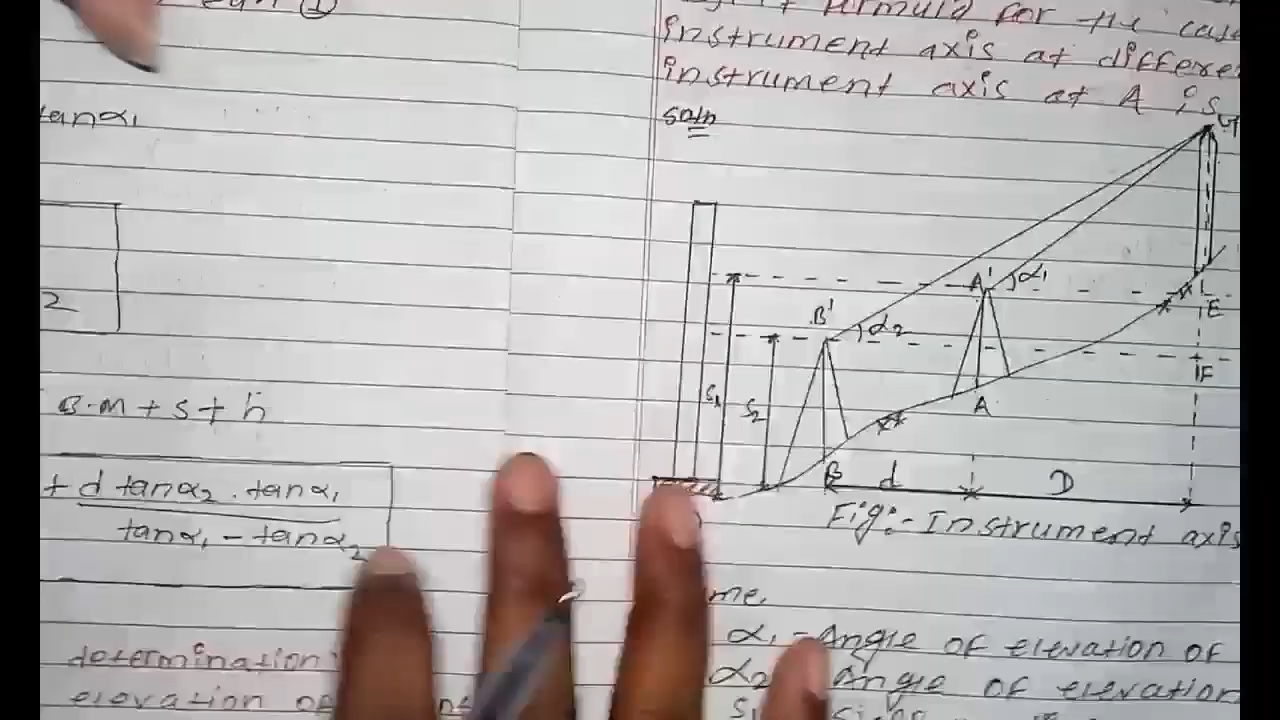 tanα1
2
B.m + s + h
+ d tanα2 . tanα1
tanα1 - tanα2
determination
elevation of
formula for the case
instrument axis at differe
instrument axis at A is
soln
A'
α1
B'
α2
E
F
S1
S2
A
B
d
D
Fig:- Instrument axis
me,
α1 - Angle of elevation of
α2 Angle of elevation
S1